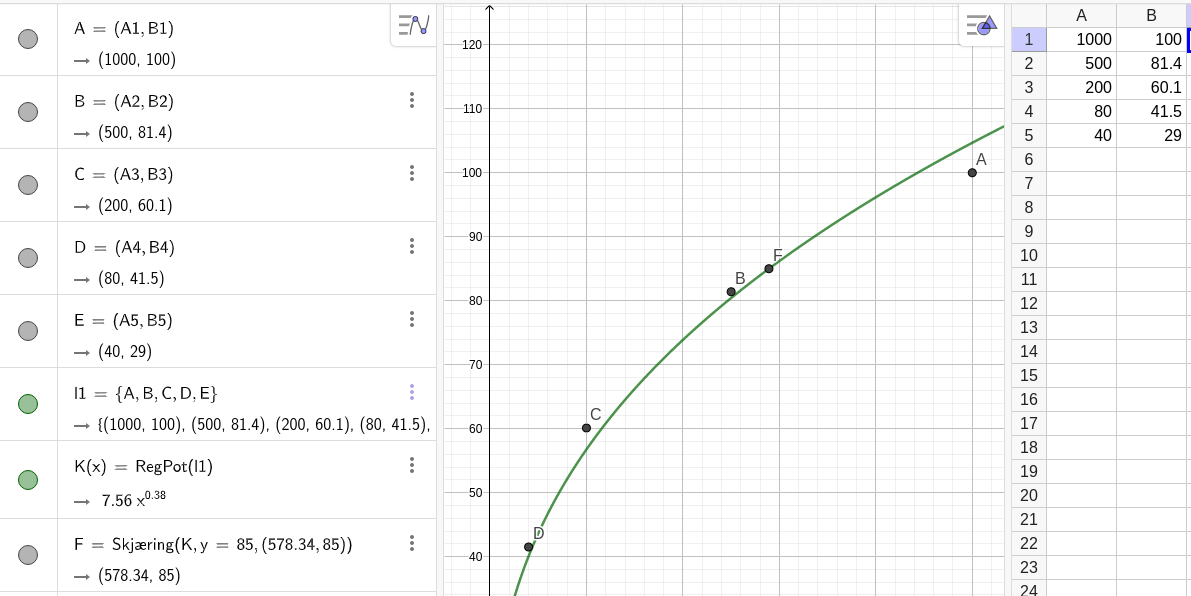 A = (A1, B1)
→ (1000, 100)
B = (A2, B2)
→ (500, 81.4)
C = (A3, B3)
→ (200, 60.1)
D = (A4, B4)
→ (80, 41.5)
E = (A5, B5)
→ (40, 29)
l1 = {A, B, C, D, E}
→ {(1000, 100), (500, 81.4), (200, 60.1), (80, 41.5),
K(x) = RegPot(l1)
→ 7.56 x^0.38
F = Skjæring(K, y = 85, (578.34, 85))
→ (578.34, 85)
120
110
100
90
80
70
60
50
40
A
F
B
C
D
A B
1 1000 100
2 500 81.4
3 200 60.1
4 80 41.5
5 40 29
6
7
8
9
10
11
12
13
14
15
16
17
18
19
20
21
22
23
24